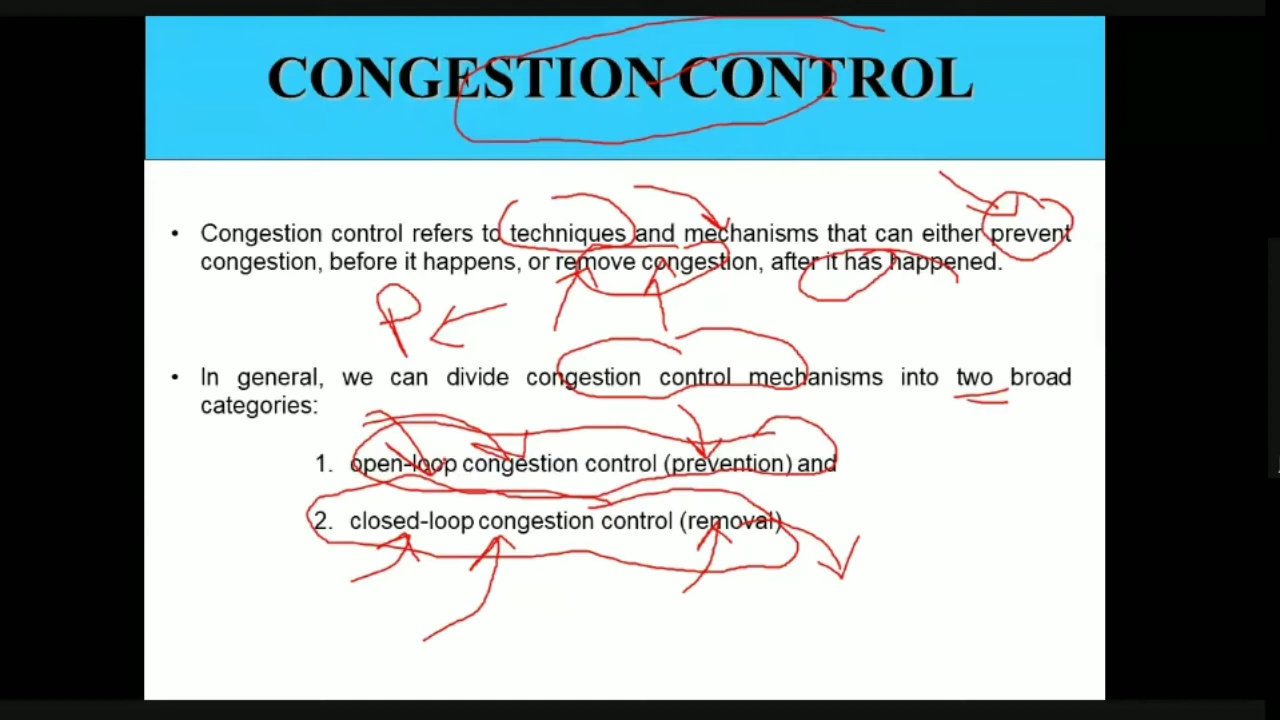 CONGESTION CONTROL
• Congestion control refers to techniques and mechanisms that can either prevent
congestion, before it happens, or remove congestion, after it has happened.
P
• In general, we can divide congestion control mechanisms into two broad
categories:
1. open-loop congestion control (prevention) and
2. closed-loop congestion control (removal)